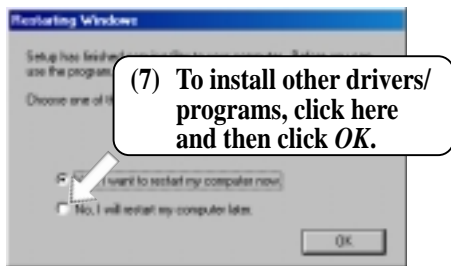 Restarting Windows
Setup has finished
use the program,
Choose one of
(7) To install other drivers/
programs, click here
and then click OK.
I want to restart my computer now.
No, I will restart my computer later.
OK